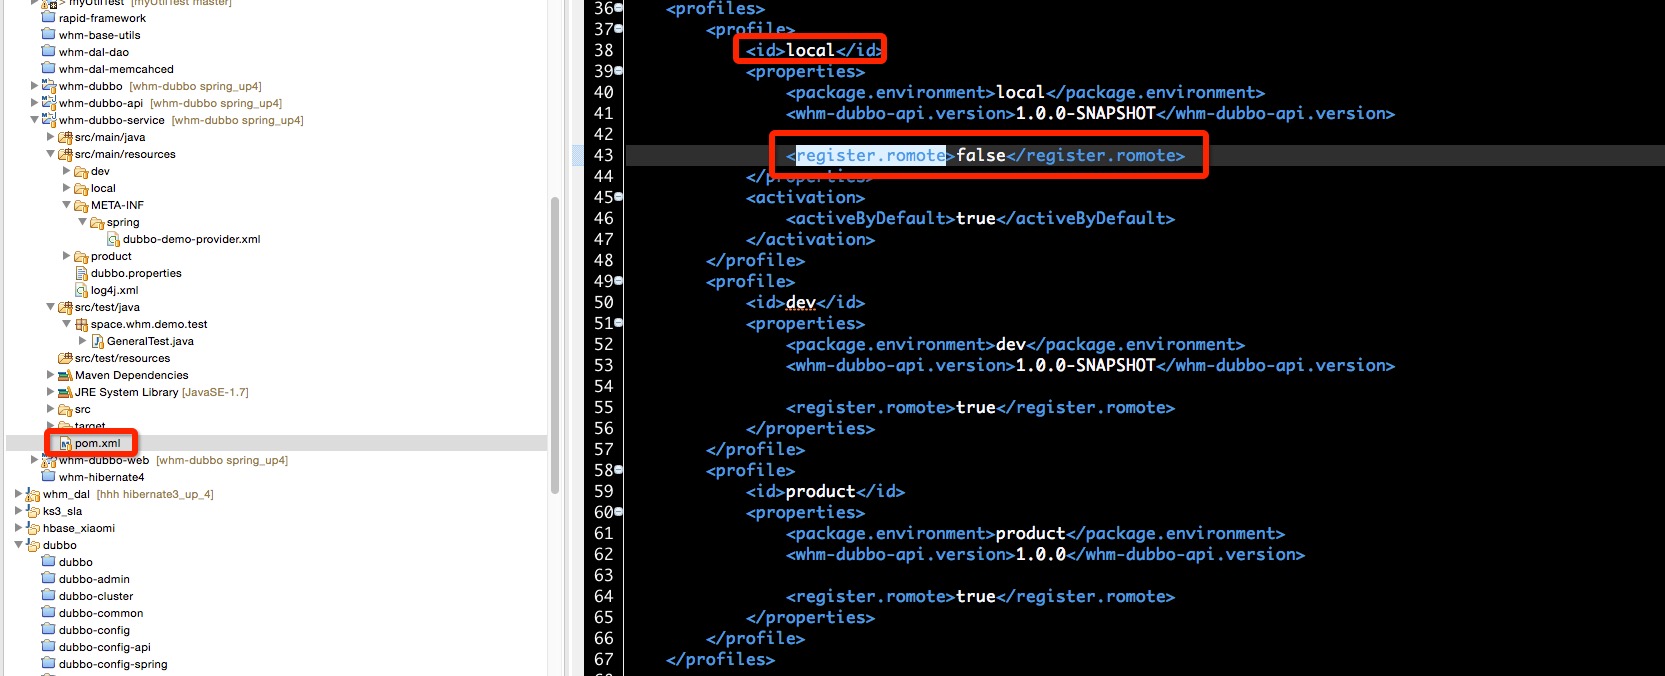 > myUtilTest [myUtilTest master]
rapid-framework
whm-base-utils
whm-dal-dao
whm-dal-memcahced
whm-dubbo [whm-dubbo spring_up4]
whm-dubbo-api [whm-dubbo spring_up4]
whm-dubbo-service [whm-dubbo spring_up4]
src/main/java
src/main/resources
dev
local
META-INF
spring
dubbo-demo-provider.xml
product
dubbo.properties
log4j.xml
src/test/java
space.whm.demo.test
GeneralTest.java
src/test/resources
Maven Dependencies
JRE System Library [JavaSE-1.7]
src
target
pom.xml
whm-dubbo-web [whm-dubbo spring_up4]
whm-hibernate4
whm_dal [hhh hibernate3_up_4]
ks3_sla
hbase_xiaomi
dubbo
dubbo
dubbo-admin
dubbo-cluster
dubbo-common
dubbo-config
dubbo-config-api
dubbo-config-spring
36 <profiles>
37 <profile>
38 <id>local</id>
39 <properties>
40 <package.environment>local</package.environment>
41 <whm-dubbo-api.version>1.0.0-SNAPSHOT</whm-dubbo-api.version>
42
43 <register.romote>false</register.romote>
44 </properties>
45 <activation>
46 <activeByDefault>true</activeByDefault>
47 </activation>
48 </profile>
49 <profile>
50 <id>dev</id>
51 <properties>
52 <package.environment>dev</package.environment>
53 <whm-dubbo-api.version>1.0.0-SNAPSHOT</whm-dubbo-api.version>
54
55 <register.romote>true</register.romote>
56 </properties>
57 </profile>
58 <profile>
59 <id>product</id>
60 <properties>
61 <package.environment>product</package.environment>
62 <whm-dubbo-api.version>1.0.0</whm-dubbo-api.version>
63
64 <register.romote>true</register.romote>
65 </properties>
66 </profile>
67 </profiles>